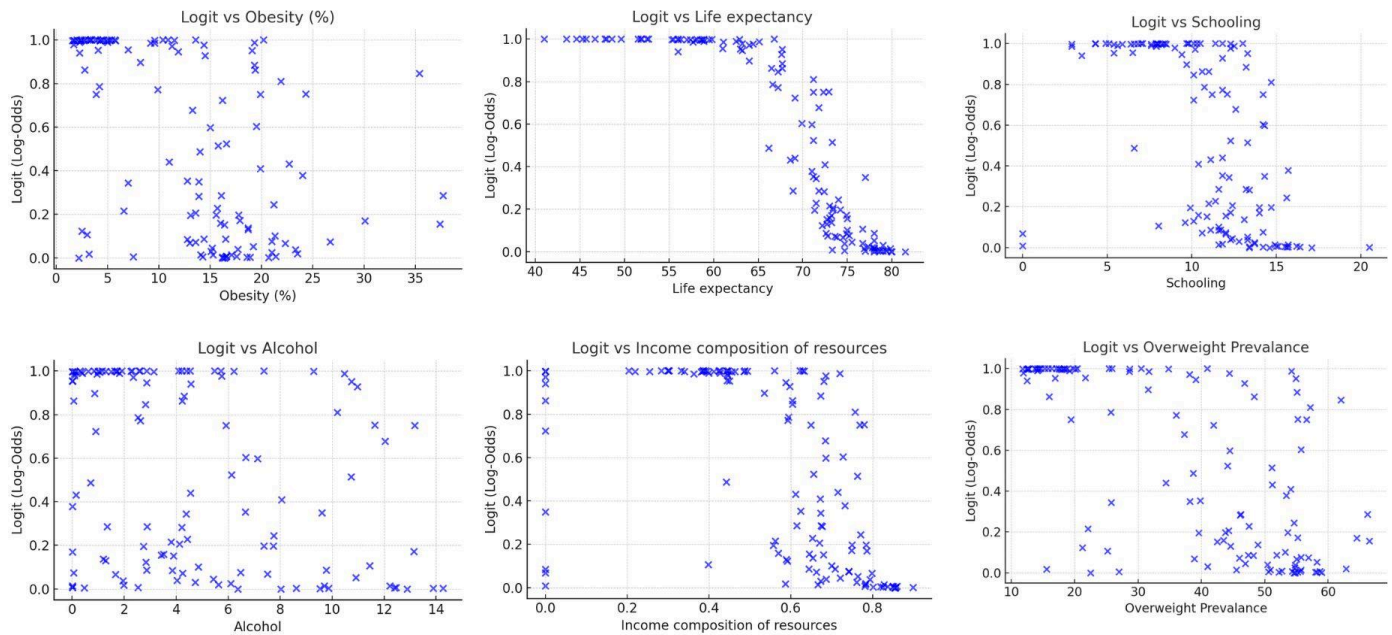 Logit vs Obesity (%)
Logit (Log-Odds)
1.0
0.8
0.6
0.4
0.2
0.0
0 5 10 15 20 25 30 35
Obesity (%)
Logit vs Life expectancy
Logit (Log-Odds)
1.0
0.8
0.6
0.4
0.2
0.0
40 45 50 55 60 65 70 75 80
Life expectancy
Logit vs Schooling
Logit (Log-Odds)
1.0
0.8
0.6
0.4
0.2
0.0
0 5 10 15 20
Schooling
Logit vs Alcohol
Logit (Log-Odds)
1.0
0.8
0.6
0.4
0.2
0.0
0 2 4 6 8 10 12 14
Alcohol
Logit vs Income composition of resources
Logit (Log-Odds)
1.0
0.8
0.6
0.4
0.2
0.0
0.0 0.2 0.4 0.6 0.8
Income composition of resources
Logit vs Overweight Prevalance
Logit (Log-Odds)
1.0
0.8
0.6
0.4
0.2
0.0
10 20 30 40 50 60
Overweight Prevalance